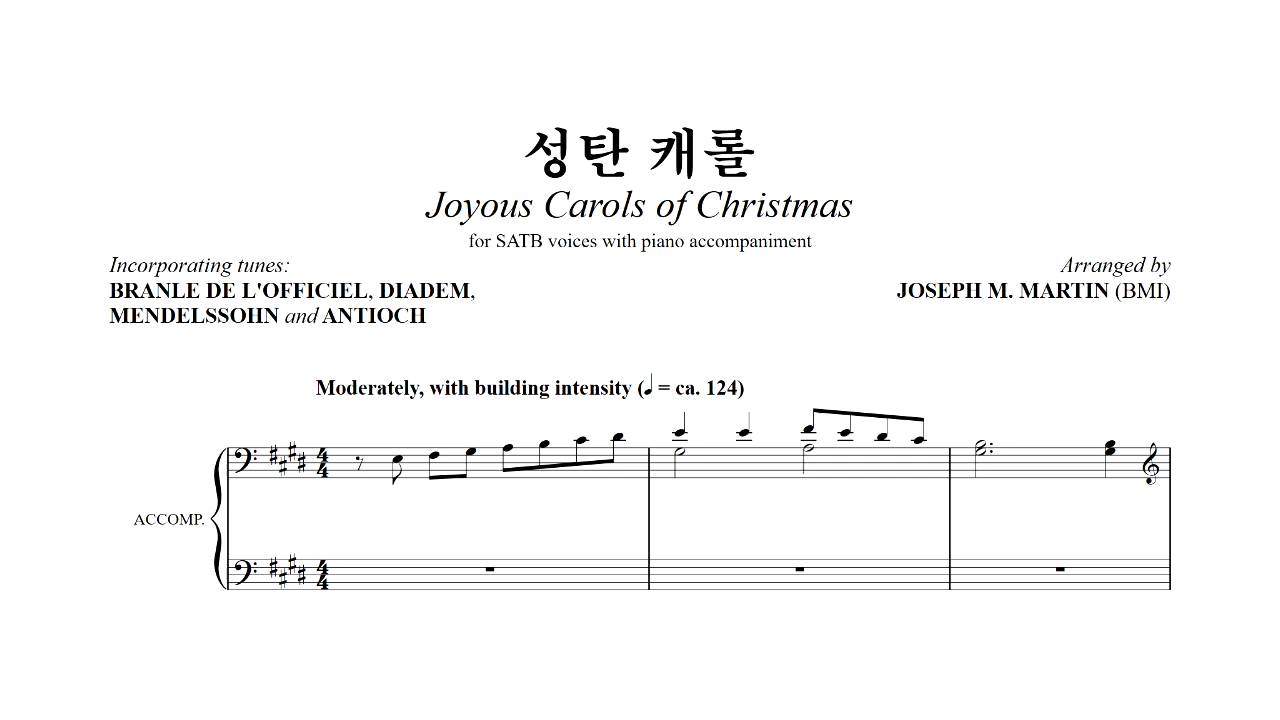 성탄 캐롤
Joyous Carols of Christmas
for SATB voices with piano accompaniment
Incorporating tunes:
BRANLE DE L'OFFICIEL, DIADEM,
MENDELSSOHN and ANTIOCH
Arranged by
JOSEPH M. MARTIN (BMI)
Moderately, with building intensity (♩ = ca. 124)
ACCOMP.